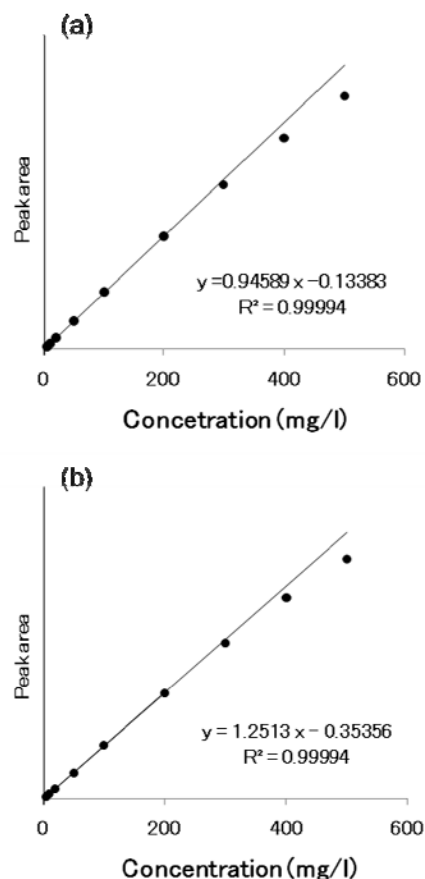 (a)
Peak area
y =0.94589 x −0.13383
R² = 0.99994
0
200
400
600
Concetration (mg/l)
(b)
Peak area
y = 1.2513 x − 0.35356
R² = 0.99994
0
200
400
600
Concentration (mg/l)